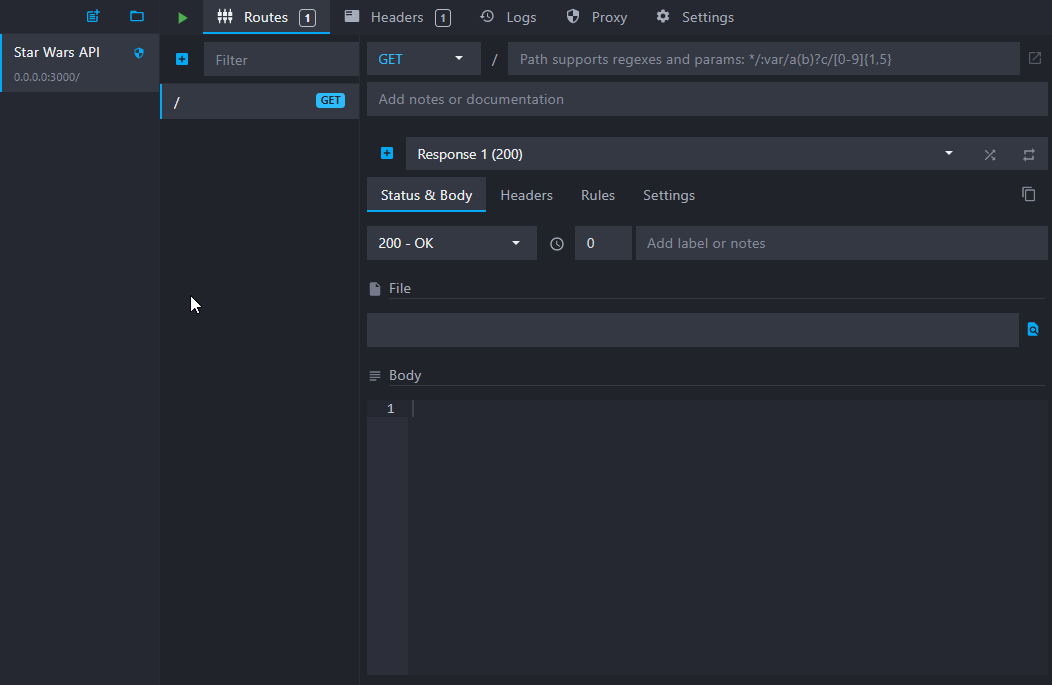 Routes 1 Headers 1 Logs Proxy Settings
Star Wars API
0.0.0.0:3000/
Filter
/ GET
GET / Path supports regexes and params: */:var/a(b)?c/[0-9]{1,5}
Add notes or documentation
Response 1 (200)
Status & Body Headers Rules Settings
200 - OK 0 Add label or notes
File
Body
1